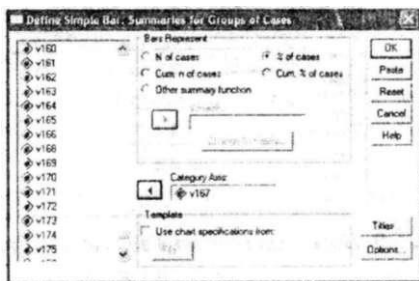 Define Simple Bar: Summaries for Groups of Cases
v160
v161
v162
v163
v164
v165
v166
v168
v169
v170
v171
v172
v173
v174
v175
Bars Represent
N of cases
% of cases
Cum. n of cases
Cum. % of cases
Other summary function
Category Axis:
v167
Template
Use chart specifications from:
OK
Paste
Reset
Cancel
Help
Titles
Options...